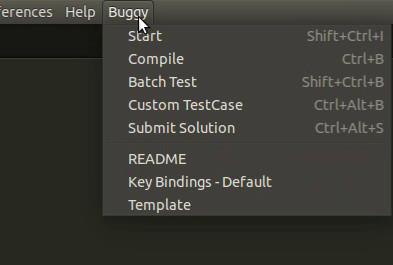 ferences Help Buggy
Start Shift+Ctrl+I
Compile Ctrl+B
Batch Test Shift+Ctrl+B
Custom TestCase Ctrl+Alt+B
Submit Solution Ctrl+Alt+S
README
Key Bindings - Default
Template